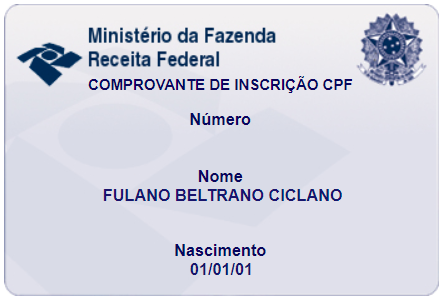 Ministério da Fazenda
Receita Federal
COMPROVANTE DE INSCRIÇÃO CPF
Número
Nome
FULANO BELTRANO CICLANO
Nascimento
01/01/01